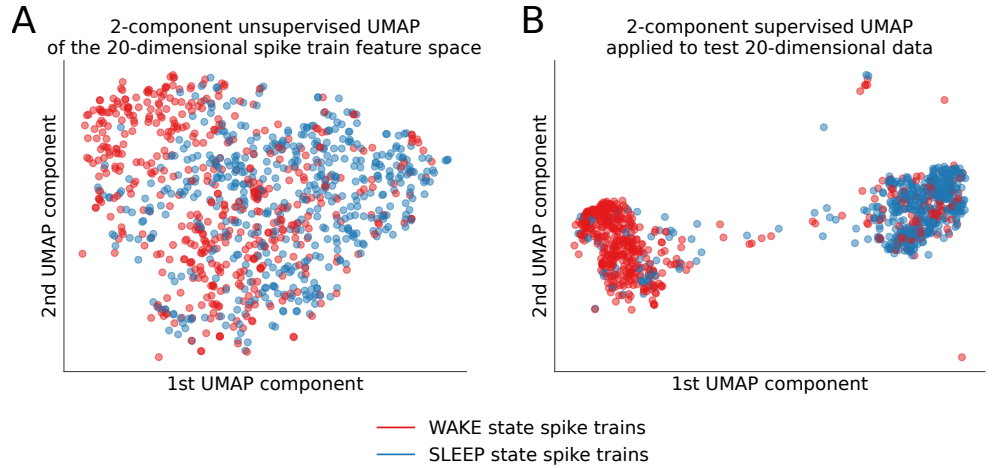 A
2-component unsupervised UMAP
of the 20-dimensional spike train feature space
2nd UMAP component
1st UMAP component
B
2-component supervised UMAP
applied to test 20-dimensional data
2nd UMAP component
1st UMAP component
WAKE state spike trains
SLEEP state spike trains